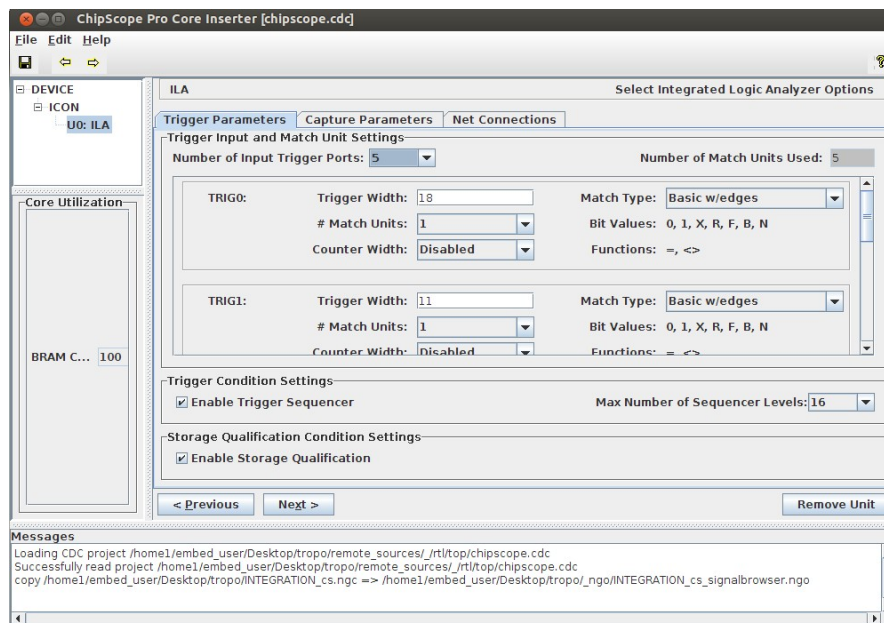 ChipScope Pro Core Inserter [chipscope.cdc]
File Edit Help
DEVICE
ICON
U0: ILA
ILA Select Integrated Logic Analyzer Options
Trigger Parameters Capture Parameters Net Connections
Trigger Input and Match Unit Settings
Number of Input Trigger Ports: 5 Number of Match Units Used: 5
TRIG0: Trigger Width: 18 Match Type: Basic w/edges
# Match Units: 1 Bit Values: 0, 1, X, R, F, B, N
Counter Width: Disabled Functions: =, <>
TRIG1: Trigger Width: 11 Match Type: Basic w/edges
# Match Units: 1 Bit Values: 0, 1, X, R, F, B, N
Counter Width: Disabled Functions: =, <>
Core Utilization
BRAM C... 100
Trigger Condition Settings
Enable Trigger Sequencer Max Number of Sequencer Levels: 16
Storage Qualification Condition Settings
Enable Storage Qualification
< Previous Next > Remove Unit
Messages
Loading CDC project /home1/embed_user/Desktop/tropo/remote_sources/_/rtl/top/chipscope.cdc
Successfully read project /home1/embed_user/Desktop/tropo/remote_sources/_/rtl/top/chipscope.cdc
copy /home1/embed_user/Desktop/tropo/INTEGRATION_cs.ngc => /home1/embed_user/Desktop/tropo/_ngo/INTEGRATION_cs_signalbrowser.ngo